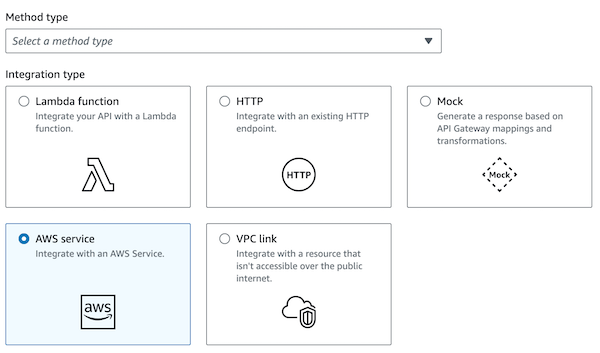 Method type
Select a method type
Integration type
Lambda function
Integrate your API with a Lambda
function.
HTTP
Integrate with an existing HTTP
endpoint.
HTTP
Mock
Generate a response based on
API Gateway mappings and
transformations.
Mock
AWS service
Integrate with an AWS Service.
aws
VPC link
Integrate with a resource that
isn't accessible over the public
internet.